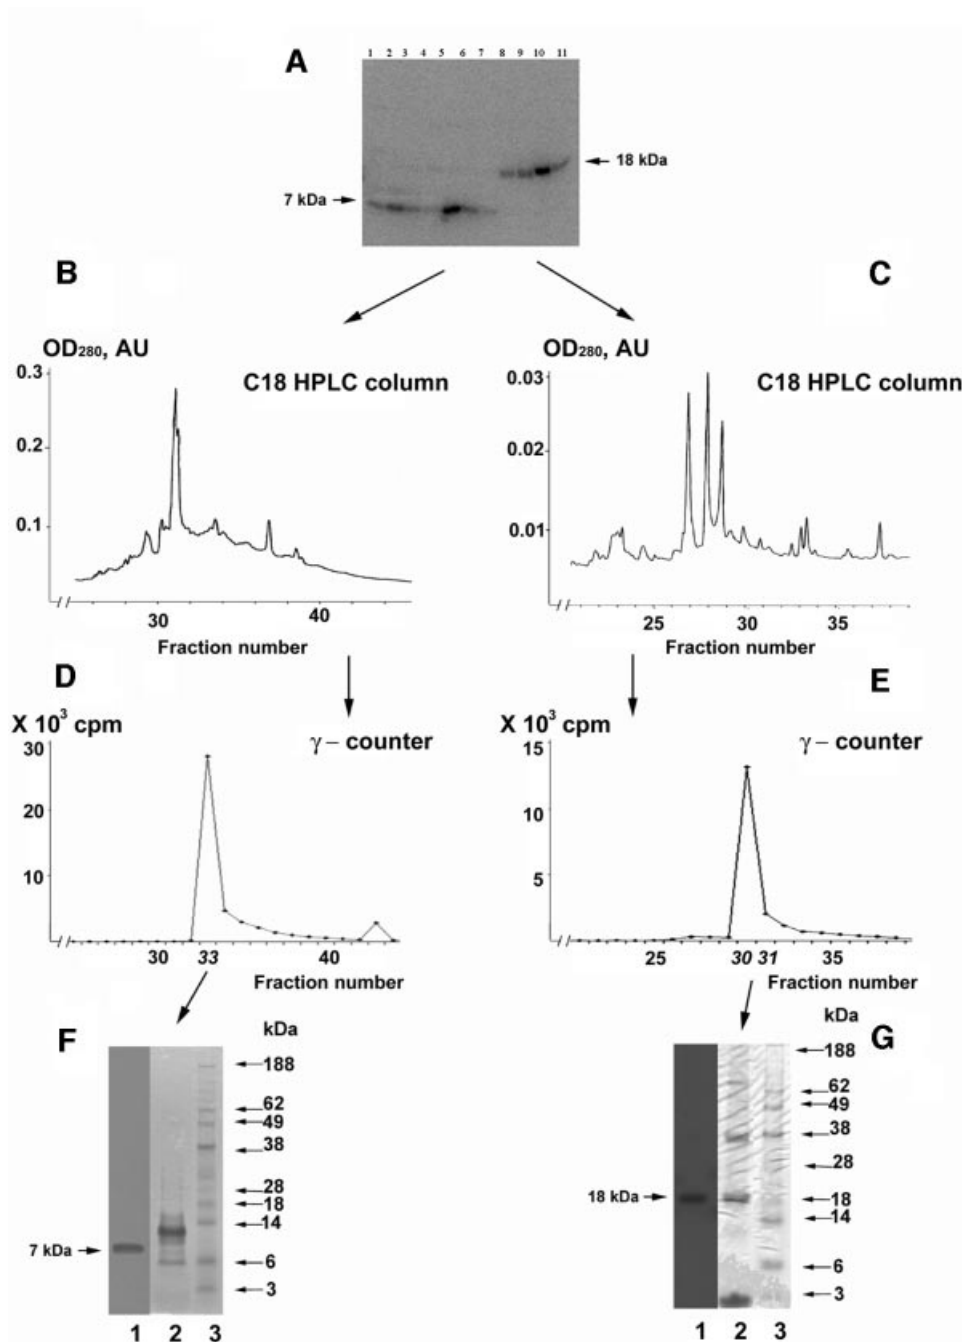 A
1 2 3 4 5 6 7 8 9 10 11
18 kDa
7 kDa
B
C
OD280, AU
C18 HPLC column
0.3
0.2
0.1
30 40
Fraction number
OD280, AU
C18 HPLC column
0.03
0.02
0.01
25 30 35
Fraction number
D
X 10³ cpm
γ – counter
30
20
10
30 33 40
Fraction number
E
X 10³ cpm
γ – counter
15
10
5
25 30 31 35
Fraction number
F
kDa
188
62
49
38
28
18
14
7 kDa
6
3
1 2 3
G
kDa
188
62
49
38
28
18 kDa
18
14
6
3
1 2 3